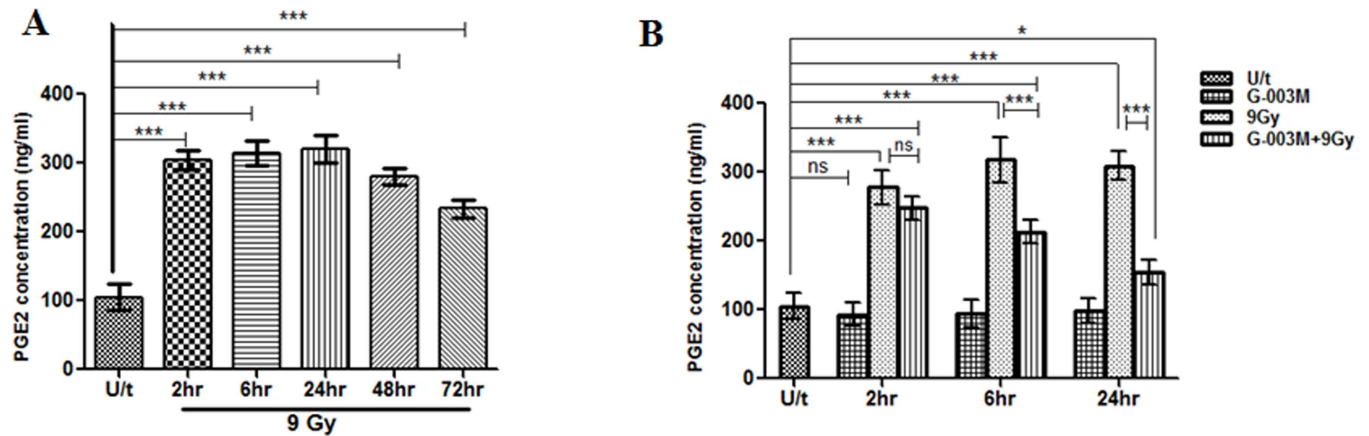 A
PGE2 concentration (ng/ml)
400
300
200
100
0
***
***
***
***
***
U/t 2hr 6hr 24hr 48hr 72hr
9 Gy
B
PGE2 concentration (ng/ml)
400
300
200
100
0
*
***
***
*** *** ***
***
*** ns
ns
U/t 2hr 6hr 24hr
U/t
G-003M
9Gy
G-003M+9Gy